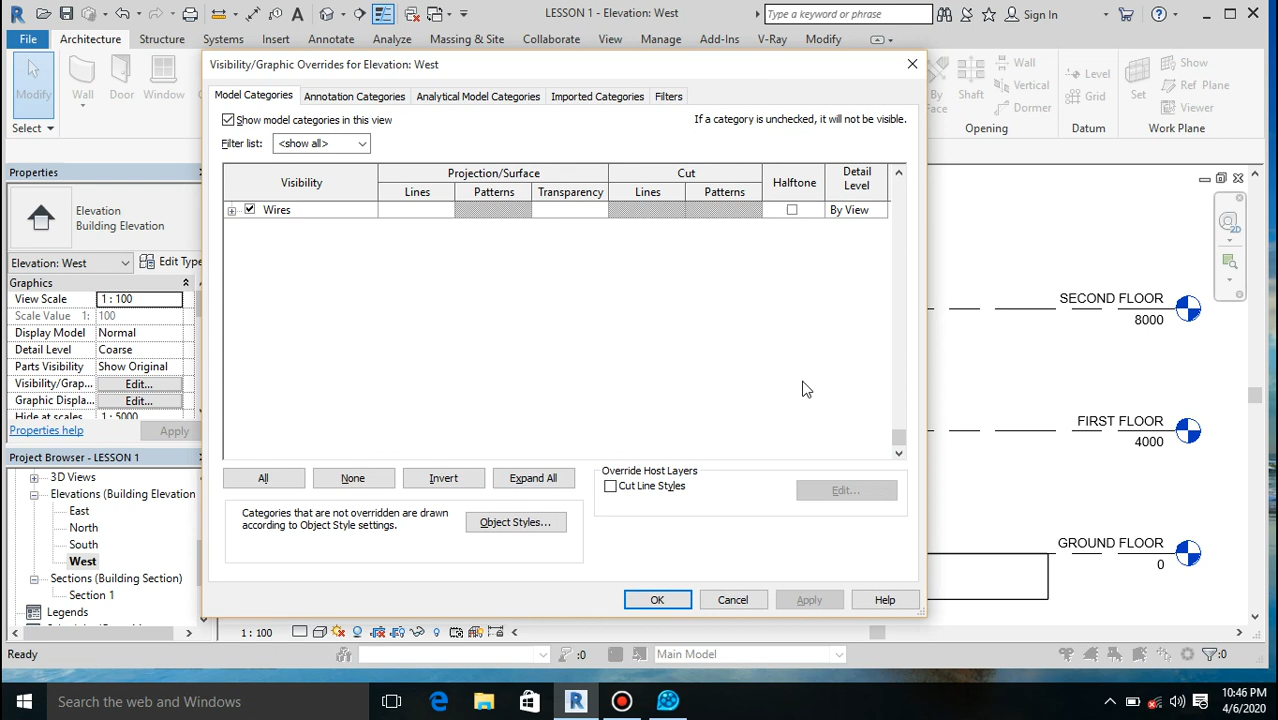 LESSON 1 - Elevation: West
Type a keyword or phrase
Sign In
File
Architecture
Structure
Systems
Insert
Annotate
Analyze
Massing & Site
Collaborate
View
Manage
Add-Ins
V-Ray
Modify
Modify
Wall
Door
Window
By
Face
Shaft
Wall
Vertical
Dormer
Level
Grid
Set
Show
Ref Plane
Viewer
Select
Opening
Datum
Work Plane
Properties
Elevation
Building Elevation
Elevation: West
Edit Type
Graphics
View Scale
1 : 100
Scale Value 1:
100
Display Model
Normal
Detail Level
Coarse
Parts Visibility
Show Original
Visibility/Grap...
Edit...
Graphic Displa...
Edit...
Hide at scales
1 : 5000
Properties help
Apply
Project Browser - LESSON 1
3D Views
Elevations (Building Elevation
East
North
South
West
Sections (Building Section)
Section 1
Legends
Visibility/Graphic Overrides for Elevation: West
Model Categories
Annotation Categories
Analytical Model Categories
Imported Categories
Filters
Show model categories in this view
If a category is unchecked, it will not be visible.
Filter list:
<show all>
Visibility
Projection/Surface
Cut
Halftone
Detail
Level
Lines
Patterns
Transparency
Lines
Patterns
Wires
By View
All
None
Invert
Expand All
Override Host Layers
Cut Line Styles
Edit...
Categories that are not overridden are drawn
according to Object Style settings.
Object Styles...
OK
Cancel
Apply
Help
2D
SECOND FLOOR
8000
FIRST FLOOR
4000
GROUND FLOOR
0
1 : 100
Ready
:0
Main Model
:0
Search the web and Windows
10:46 PM
4/6/2020